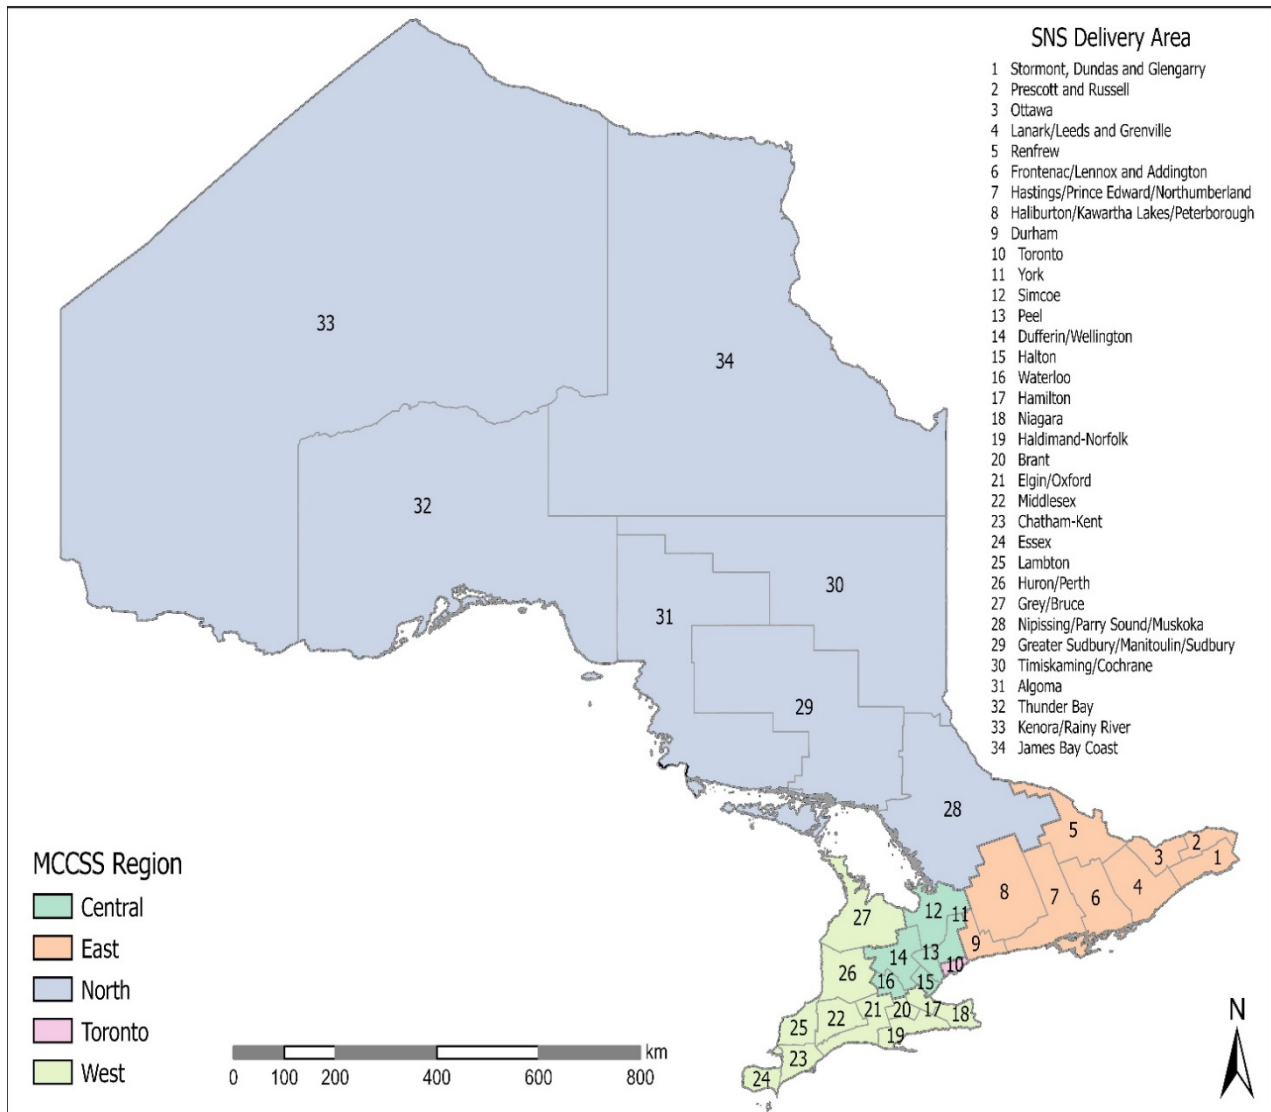 SNS Delivery Area
1 Stormont, Dundas and Glengarry
2 Prescott and Russell
3 Ottawa
4 Lanark/Leeds and Grenville
5 Renfrew
6 Frontenac/Lennox and Addington
7 Hastings/Prince Edward/Northumberland
8 Haliburton/Kawartha Lakes/Peterborough
9 Durham
10 Toronto
11 York
12 Simcoe
13 Peel
14 Dufferin/Wellington
15 Halton
16 Waterloo
17 Hamilton
18 Niagara
19 Haldimand-Norfolk
20 Brant
21 Elgin/Oxford
22 Middlesex
23 Chatham-Kent
24 Essex
25 Lambton
26 Huron/Perth
27 Grey/Bruce
28 Nipissing/Parry Sound/Muskoka
29 Greater Sudbury/Manitoulin/Sudbury
30 Timiskaming/Cochrane
31 Algoma
32 Thunder Bay
33 Kenora/Rainy River
34 James Bay Coast
33
34
32
30
31
29
28
5
2
3
1
4
8
7
6
12
11
27
9
13
14
10
26
16
15
21
20
17
18
22
25
19
23
24
MCCSS Region
Central
East
North
Toronto
West
km
0 100 200 400 600 800
N